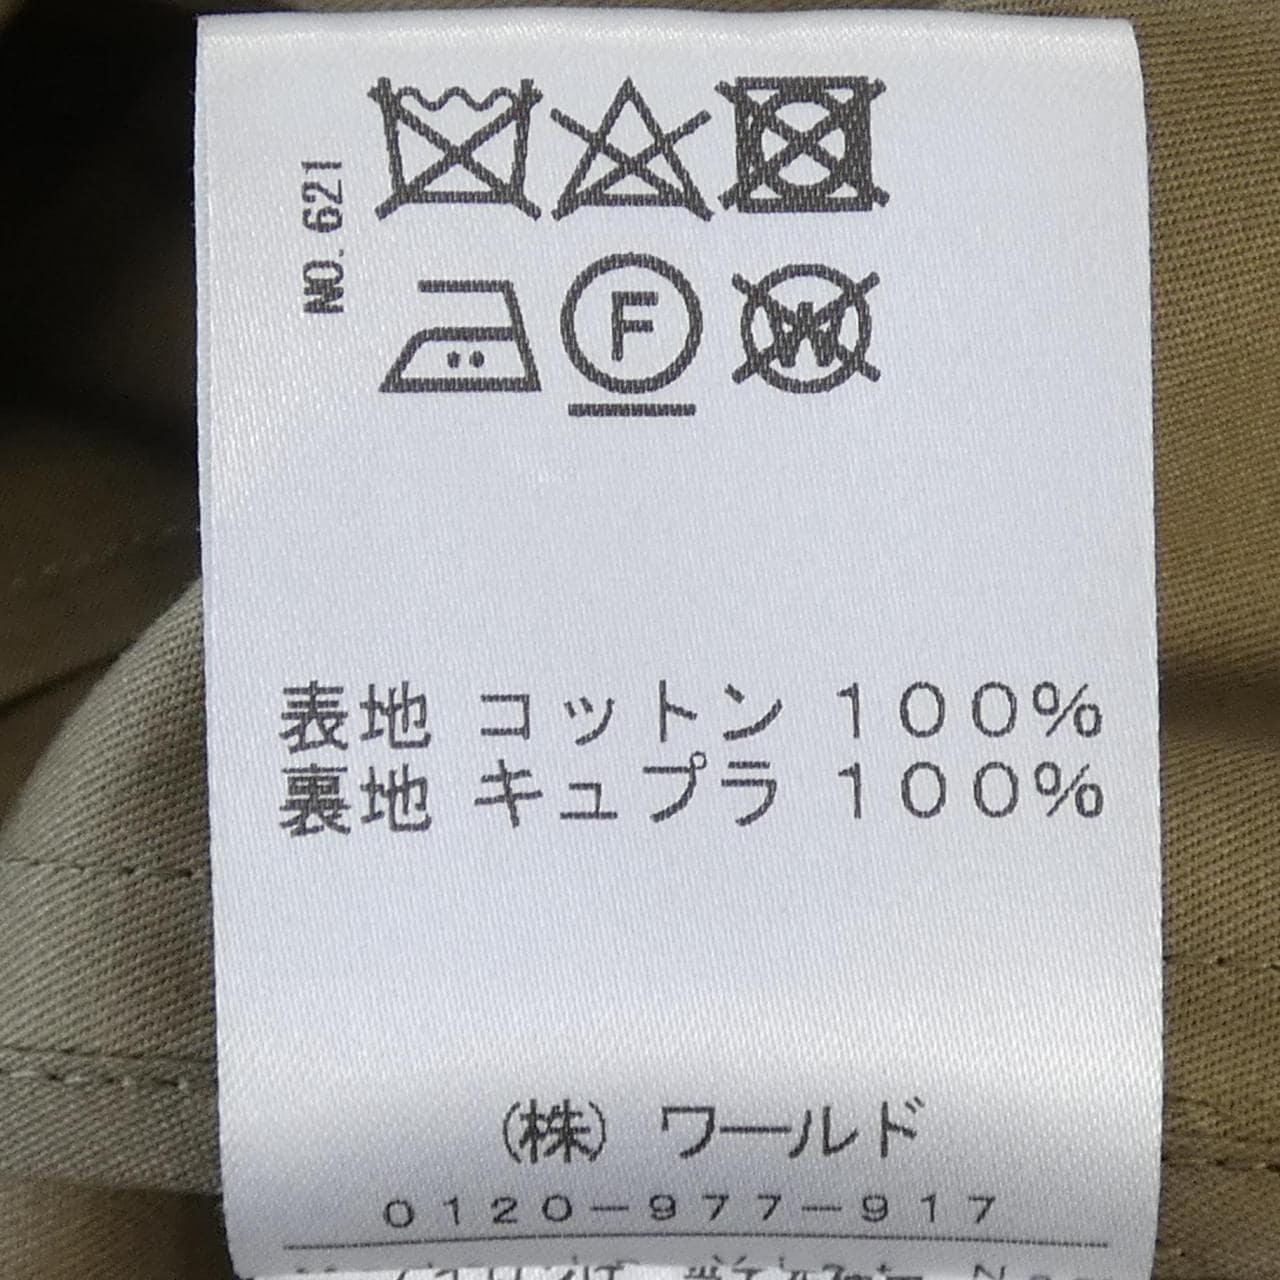 NO. 621
F
W
表地 コットン 100%
裏地 キュプラ 100%
(株) ワールド
0120-977-917